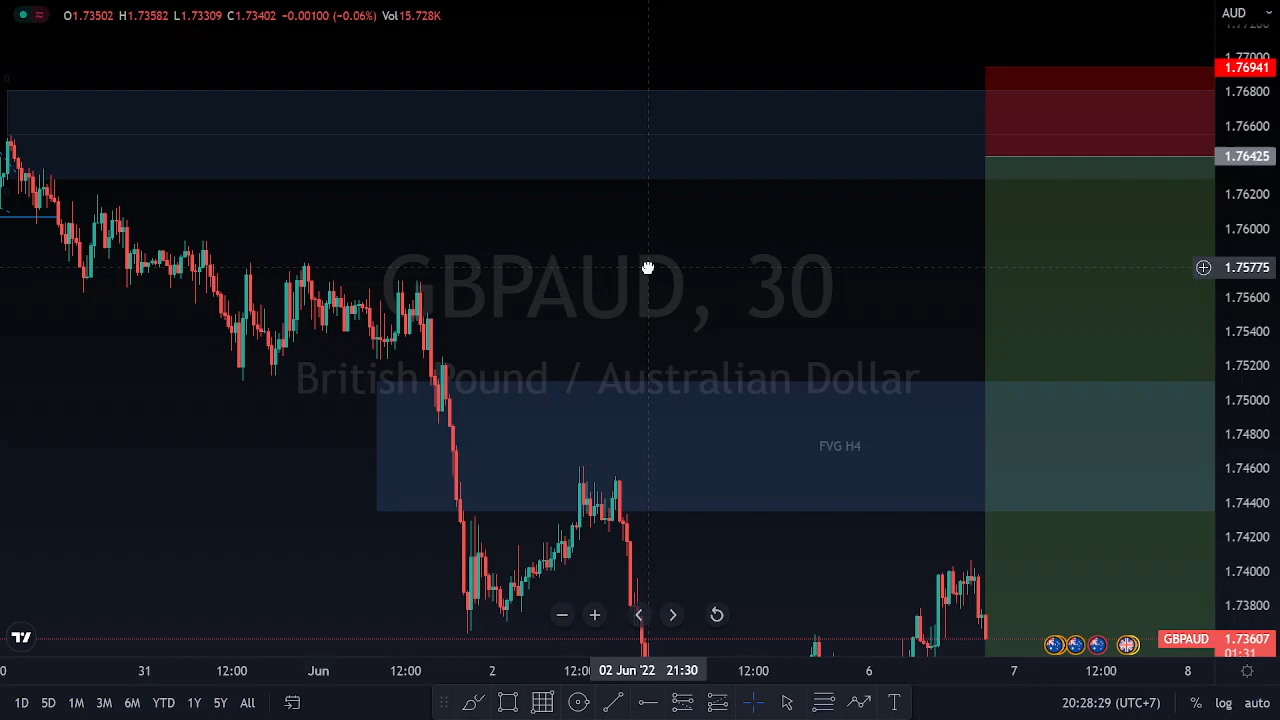 O1.73502 H1.73582 L1.73309 C1.73402 −0.00100 (−0.06%) Vol15.728K
AUD
1.77000
1.76941
1.76800
1.76600
1.76425
1.76200
1.76000
1.75775
1.75600
1.75400
1.75200
1.75000
1.74800
1.74600
1.74400
1.74200
1.74000
1.73800
GBPAUD 1.73607
01:31
GBPAUD, 30
British Pound / Australian Dollar
FVG H4
31 12:00 Jun 12:00 2 02 Jun '22 21:30 12:00 6 7 12:00 8
1D 5D 1M 3M 6M YTD 1Y 5Y All
T
20:28:29 (UTC+7) % log auto